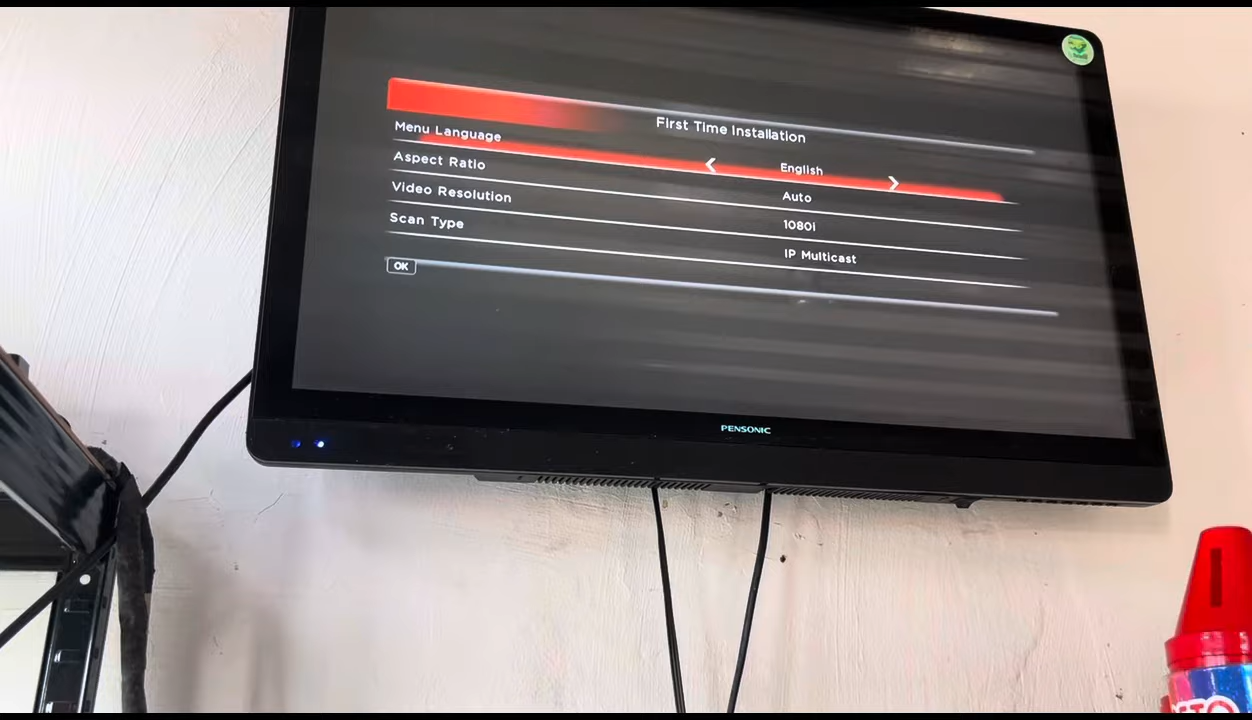 First Time Installation
Menu Language English
Aspect Ratio Auto
Video Resolution 1080i
Scan Type IP Multicast
OK
PENSONIC